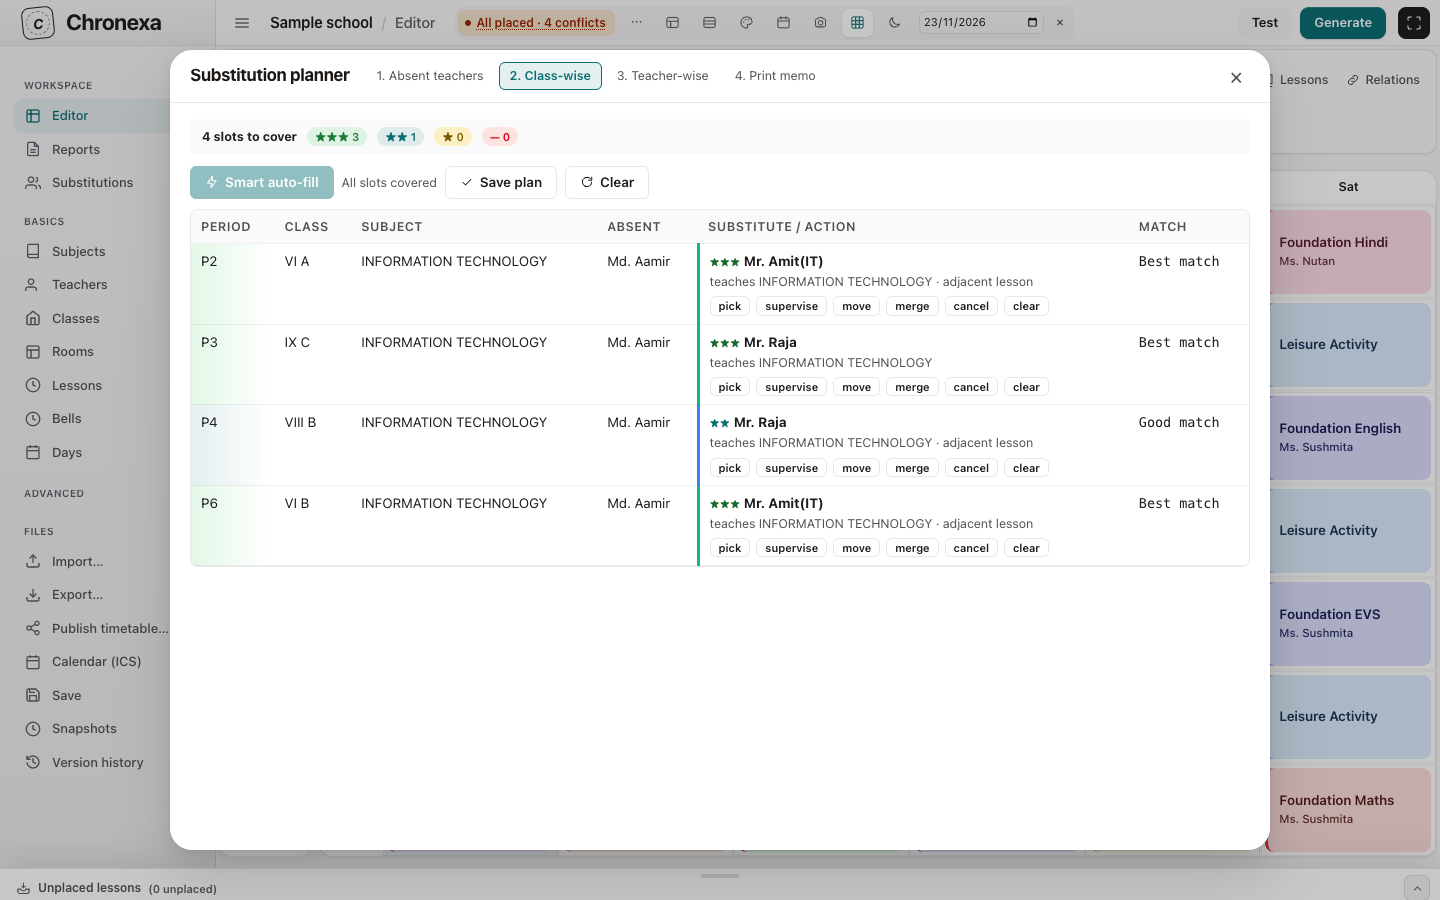 Chronexa
Sample school / Editor
All placed · 4 conflicts
23/11/2026
Test
Generate
WORKSPACE
Editor
Reports
Substitutions
BASICS
Subjects
Teachers
Classes
Rooms
Lessons
Bells
Days
ADVANCED
FILES
Import...
Export...
Publish timetable...
Calendar (ICS)
Save
Snapshots
Version history
Lessons
Relations
Substitution planner
1. Absent teachers
2. Class-wise
3. Teacher-wise
4. Print memo
4 slots to cover ★★★ 3 ★★ 1 ★ 0 — 0
Smart auto-fill
All slots covered
Save plan
Clear
PERIOD CLASS SUBJECT ABSENT SUBSTITUTE / ACTION MATCH
P2 VI A INFORMATION TECHNOLOGY Md. Aamir ★★★ Mr. Amit(IT) Best match
teaches INFORMATION TECHNOLOGY · adjacent lesson
pick supervise move merge cancel clear
P3 IX C INFORMATION TECHNOLOGY Md. Aamir ★★★ Mr. Raja Best match
teaches INFORMATION TECHNOLOGY
pick supervise move merge cancel clear
P4 VIII B INFORMATION TECHNOLOGY Md. Aamir ★★ Mr. Raja Good match
teaches INFORMATION TECHNOLOGY · adjacent lesson
pick supervise move merge cancel clear
P6 VI B INFORMATION TECHNOLOGY Md. Aamir ★★★ Mr. Amit(IT) Best match
teaches INFORMATION TECHNOLOGY · adjacent lesson
pick supervise move merge cancel clear
Sat
Foundation Hindi
Ms. Nutan
Leisure Activity
Foundation English
Ms. Sushmita
Leisure Activity
Foundation EVS
Ms. Sushmita
Leisure Activity
Foundation Maths
Ms. Sushmita
Unplaced lessons (0 unplaced)